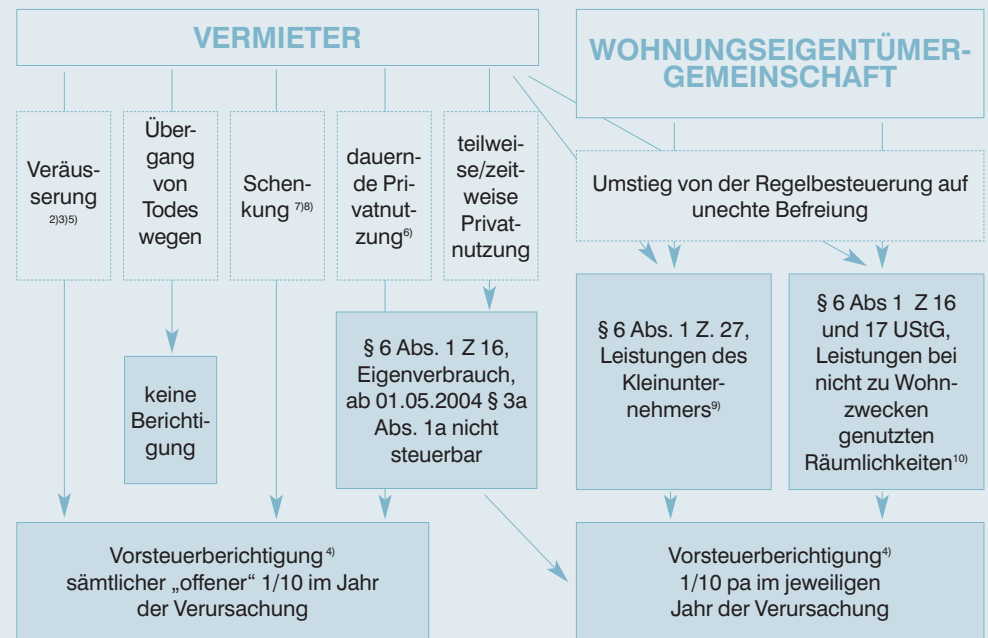 VERMIETER
WOHNUNGSEIGENTÜMER-
GEMEINSCHAFT
Veräus-
serung
2)3)5)
Über-
gang
von
Todes
wegen
Schen-
kung 7)8)
dauern-
de Pri-
vatnut-
zung6)
teilwei-
se/zeit-
weise
Privat-
nutzung
Umstieg von der Regelbesteuerung auf
unechte Befreiung
keine
Berichti-
gung
§ 6 Abs. 1 Z 16,
Eigenverbrauch,
ab 01.05.2004 § 3a
Abs. 1a nicht
steuerbar
§ 6 Abs. 1 Z. 27,
Leistungen des
Kleinunter-
nehmers9)
§ 6 Abs 1 Z 16
und 17 UStG,
Leistungen bei
nicht zu Wohn-
zwecken
genutzten
Räumlichkeiten10)
Vorsteuerberichtigung4)
sämtlicher „offener“ 1/10 im Jahr
der Verursachung
Vorsteuerberichtigung4)
1/10 pa im jeweiligen
Jahr der Verursachung